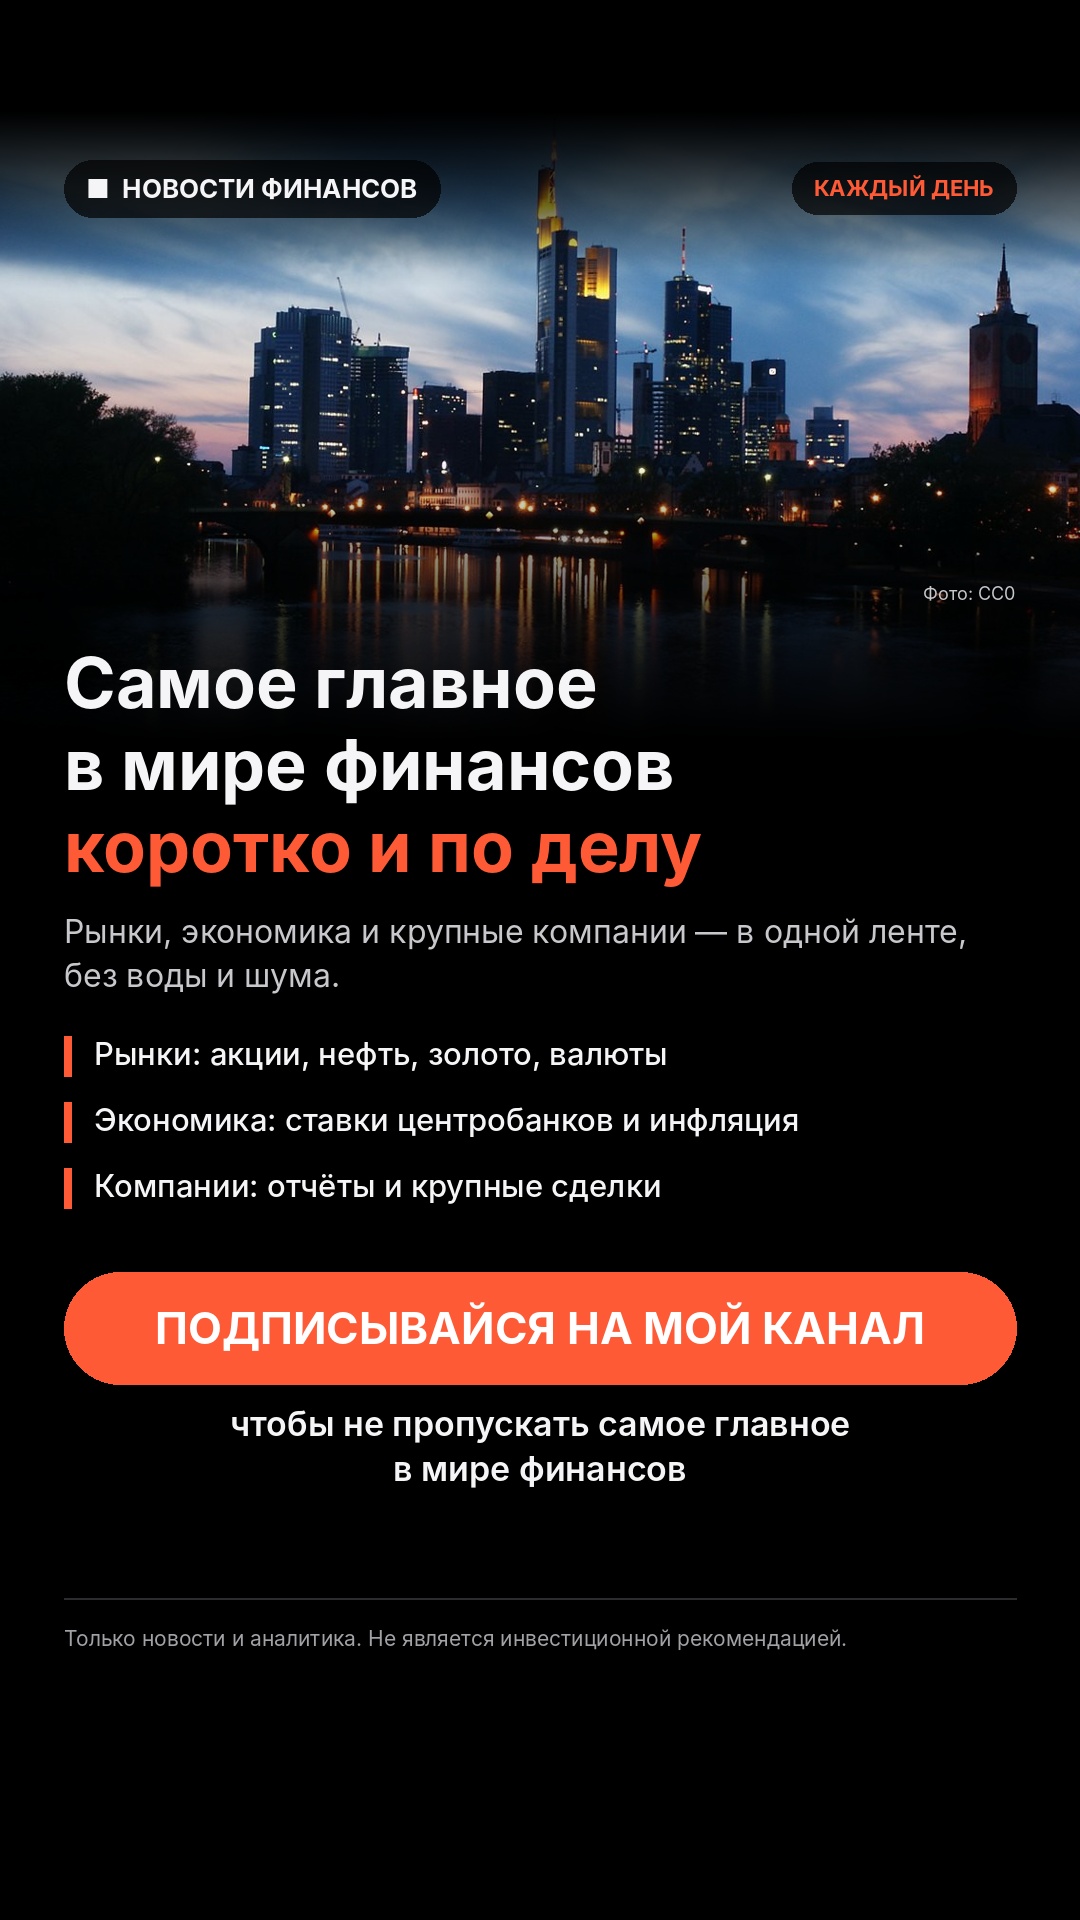 НОВОСТИ ФИНАНСОВ
КАЖДЫЙ ДЕНЬ
Фото: CC0
Самое главное
в мире финансов
коротко и по делу
Рынки, экономика и крупные компании — в одной ленте,
без воды и шума.
Рынки: акции, нефть, золото, валюты
Экономика: ставки центробанков и инфляция
Компании: отчёты и крупные сделки
ПОДПИСЫВАЙСЯ НА МОЙ КАНАЛ
чтобы не пропускать самое главное
в мире финансов
Только новости и аналитика. Не является инвестиционной рекомендацией.